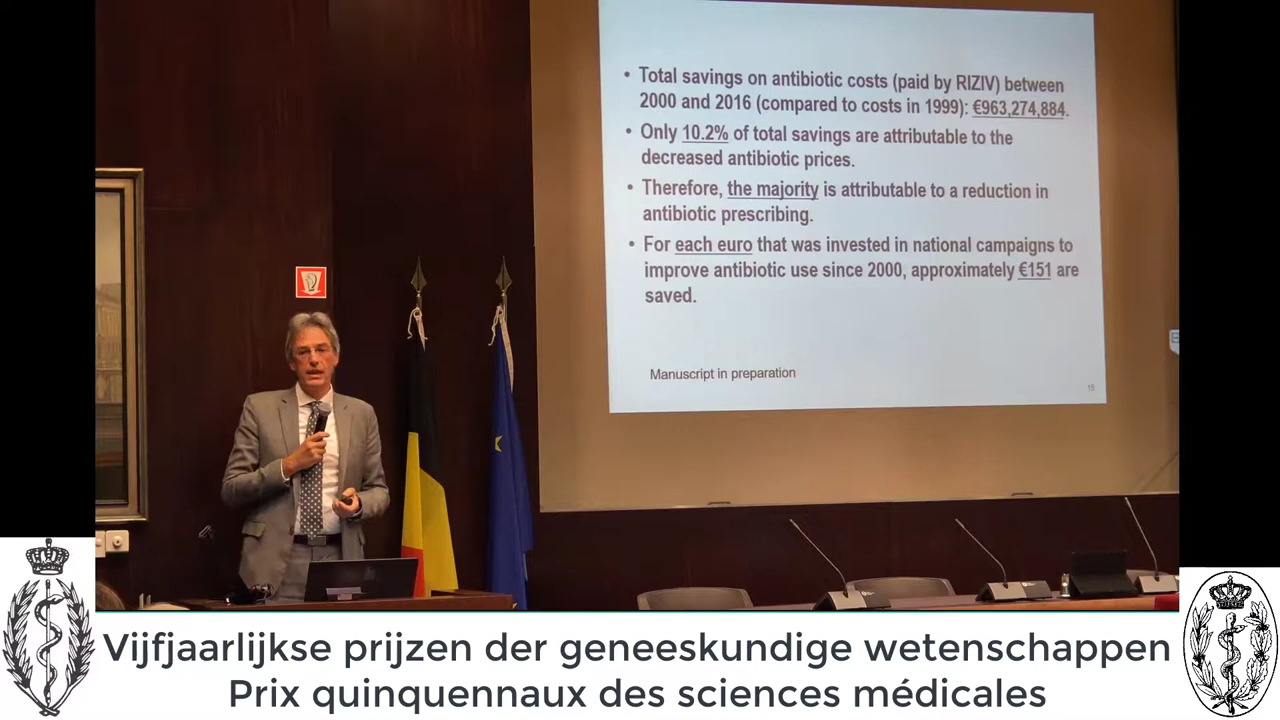 • Total savings on antibiotic costs (paid by RIZIV) between
2000 and 2016 (compared to costs in 1999): €963,274,884.
• Only 10.2% of total savings are attributable to the
decreased antibiotic prices.
• Therefore, the majority is attributable to a reduction in
antibiotic prescribing.
• For each euro that was invested in national campaigns to
improve antibiotic use since 2000, approximately €151 are
saved.
Manuscript in preparation
15
Vijfjaarlijkse prijzen der geneeskundige wetenschappen
Prix quinquennaux des sciences médicales